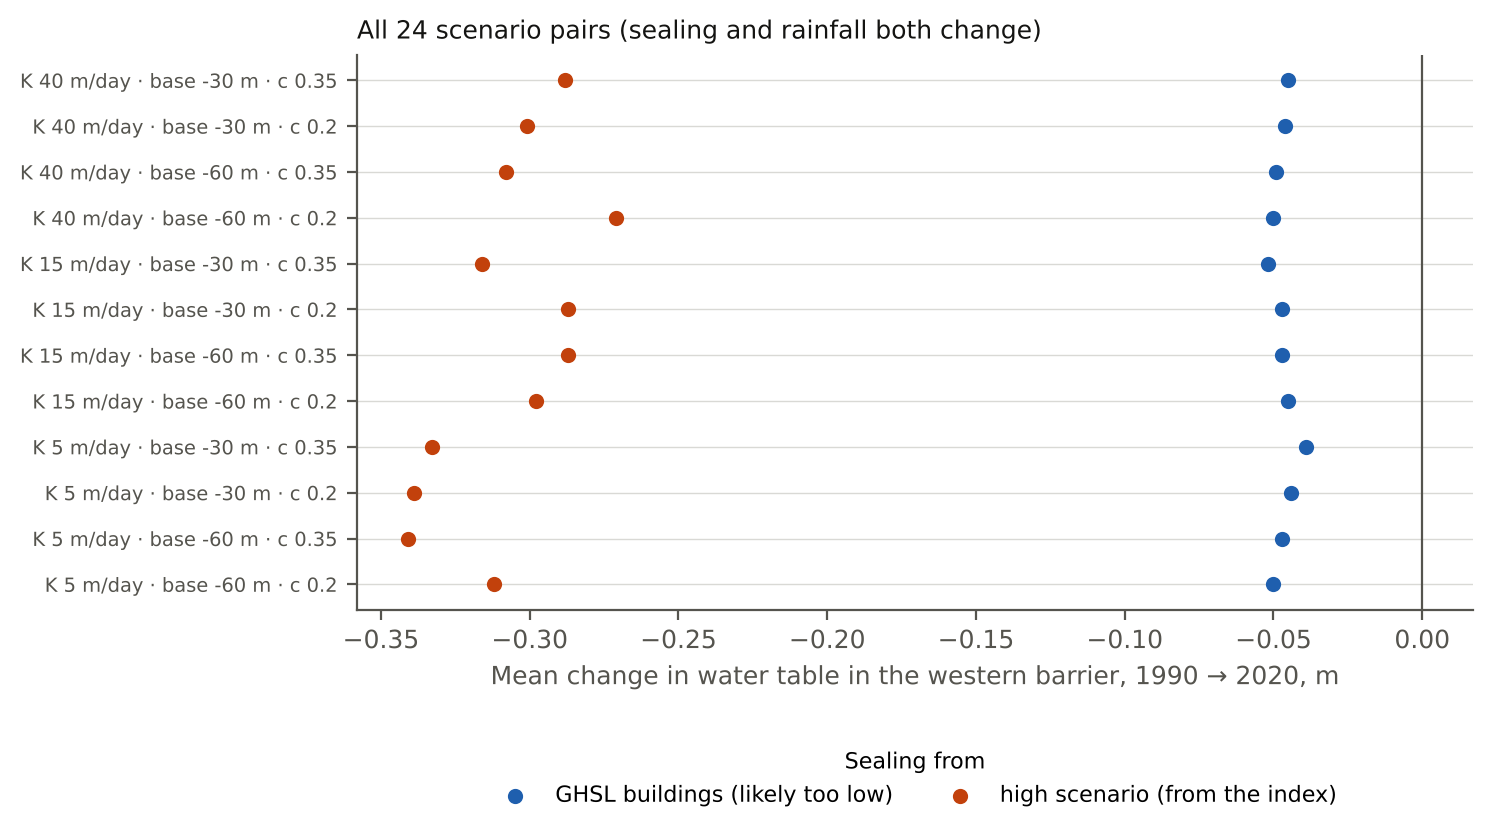 All 24 scenario pairs (sealing and rainfall both change)
K 40 m/day · base -30 m · c 0.35
K 40 m/day · base -30 m · c 0.2
K 40 m/day · base -60 m · c 0.35
K 40 m/day · base -60 m · c 0.2
K 15 m/day · base -30 m · c 0.35
K 15 m/day · base -30 m · c 0.2
K 15 m/day · base -60 m · c 0.35
K 15 m/day · base -60 m · c 0.2
K 5 m/day · base -30 m · c 0.35
K 5 m/day · base -30 m · c 0.2
K 5 m/day · base -60 m · c 0.35
K 5 m/day · base -60 m · c 0.2
−0.35 −0.30 −0.25 −0.20 −0.15 −0.10 −0.05 0.00
Mean change in water table in the western barrier, 1990 → 2020, m
Sealing from
GHSL buildings (likely too low) high scenario (from the index)